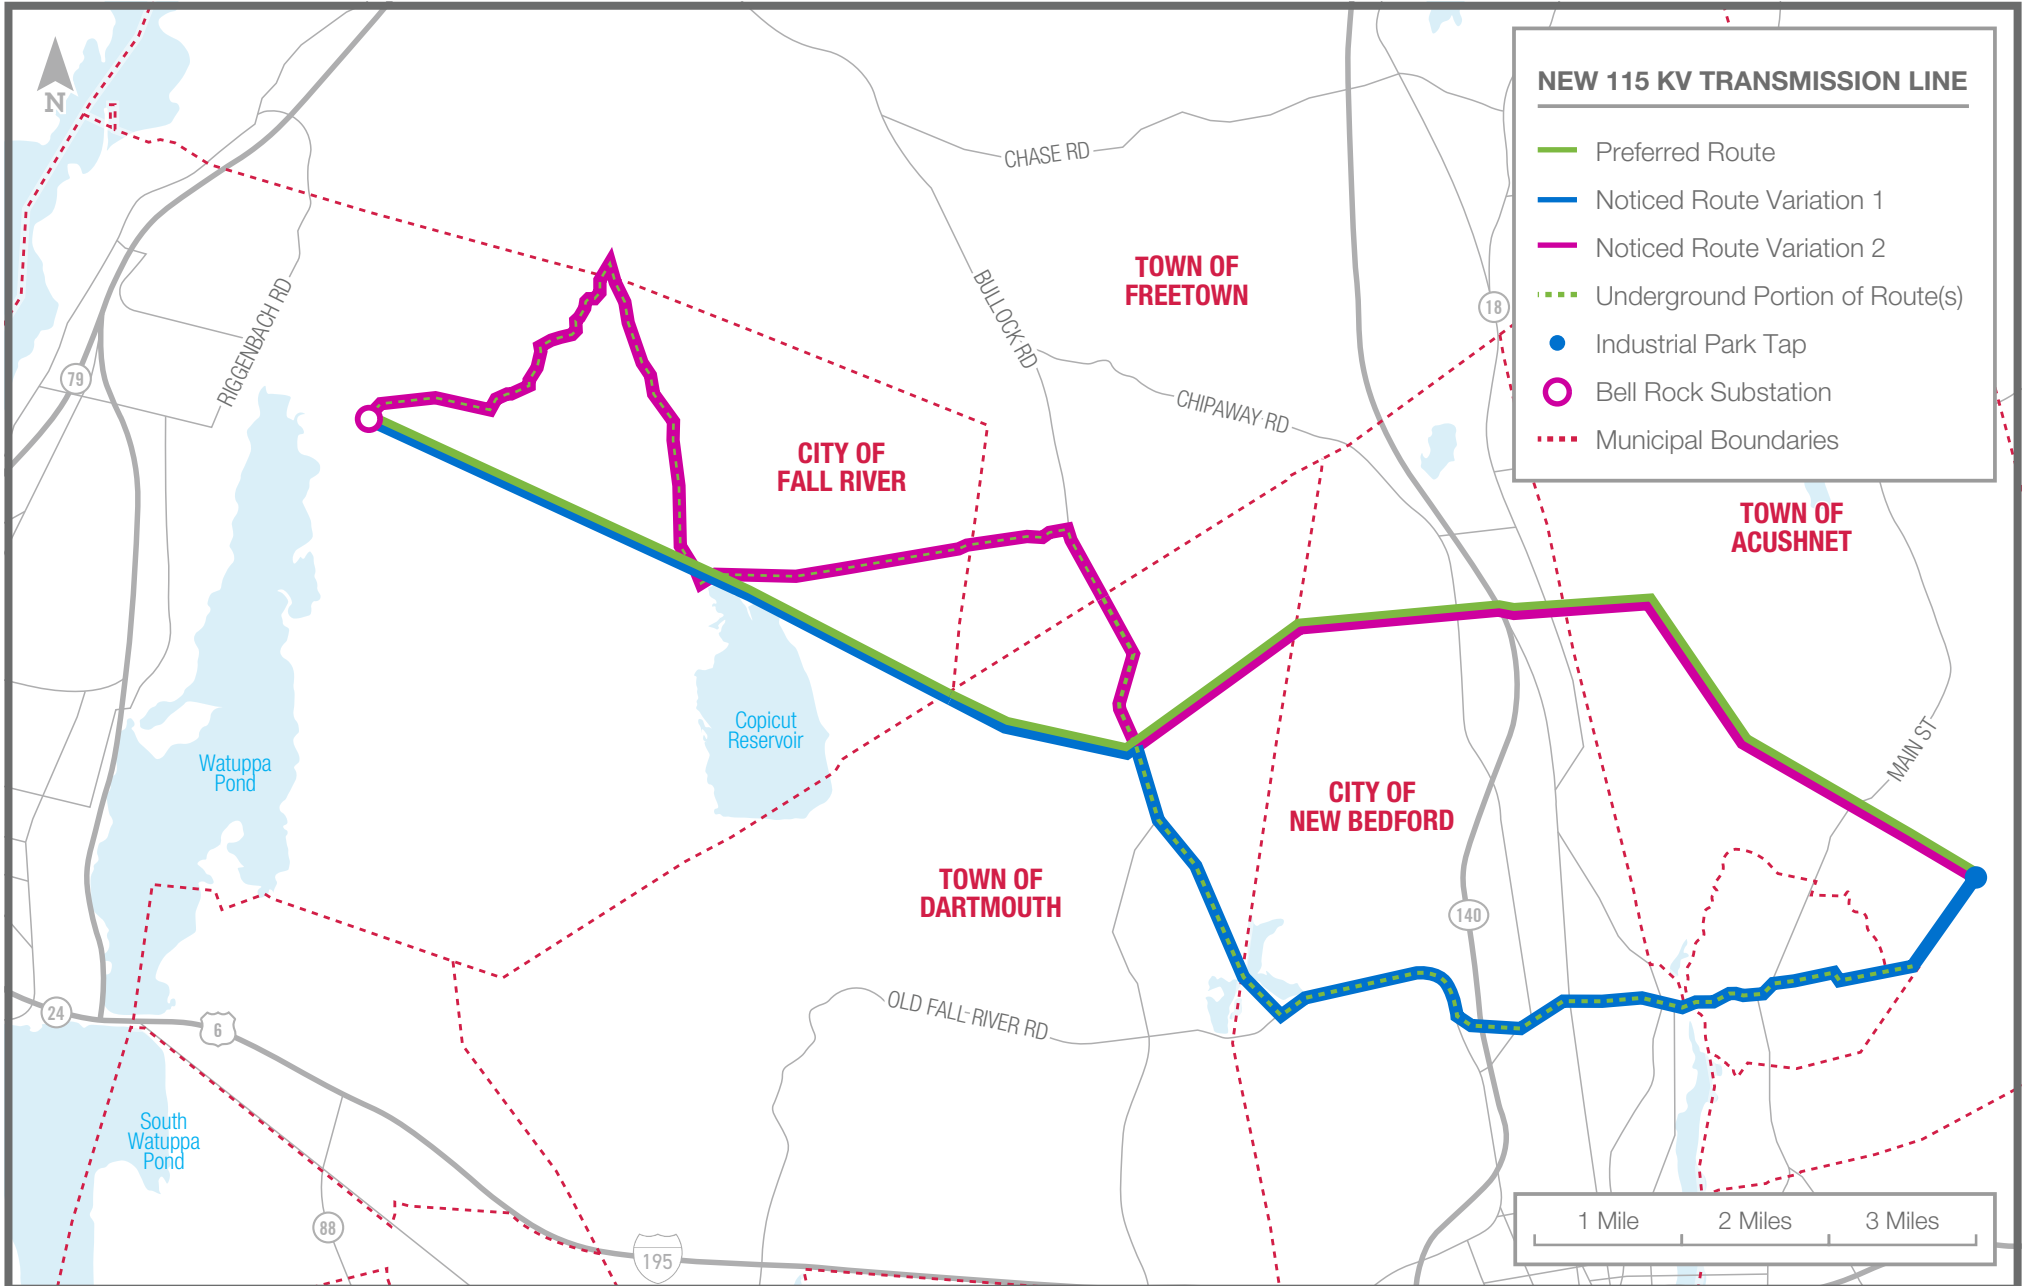 N
NEW 115 KV TRANSMISSION LINE
Preferred Route
Noticed Route Variation 1
Noticed Route Variation 2
Underground Portion of Route(s)
Industrial Park Tap
Bell Rock Substation
Municipal Boundaries
CHASE RD
TOWN OF
FREETOWN
BULLOCK RD
RIGGENBACH RD
18
79
CHIPAWAY RD
CITY OF
FALL RIVER
TOWN OF
ACUSHNET
Copicut
Reservoir
Watuppa
Pond
MAIN ST
CITY OF
NEW BEDFORD
TOWN OF
DARTMOUTH
140
OLD FALL RIVER RD
24
6
South
Watuppa
Pond
88
195
1 Mile
2 Miles
3 Miles